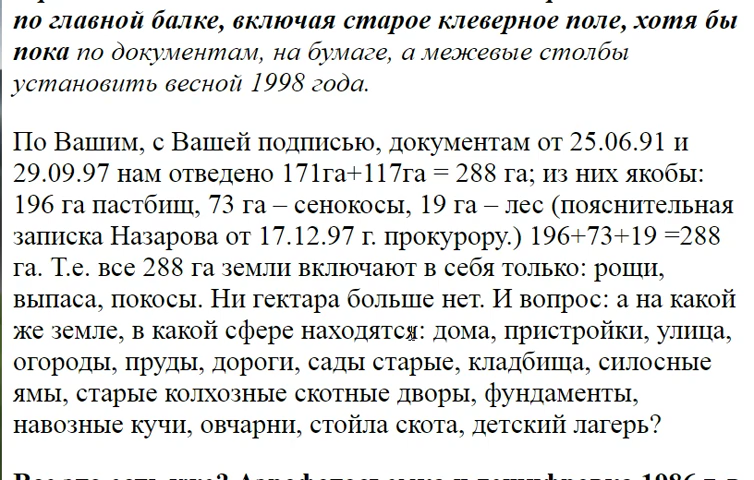 по главной балке, включая старое клеверное поле, хотя бы
пока по документам, на бумаге, а межевые столбы
установить весной 1998 года.
По Вашим, с Вашей подписью, документам от 25.06.91 и
29.09.97 нам отведено 171га+117га = 288 га; из них якобы:
196 га пастбищ, 73 га – сенокосы, 19 га – лес (пояснительная
записка Назарова от 17.12.97 г. прокурору.) 196+73+19 =288
га. Т.е. все 288 га земли включают в себя только: рощи,
выпаса, покосы. Ни гектара больше нет. И вопрос: а на какой
же земле, в какой сфере находятся: дома, пристройки, улица,
огороды, пруды, дороги, сады старые, кладбища, силосные
ямы, старые колхозные скотные дворы, фундаменты,
навозные кучи, овчарни, стойла скота, детский лагерь?